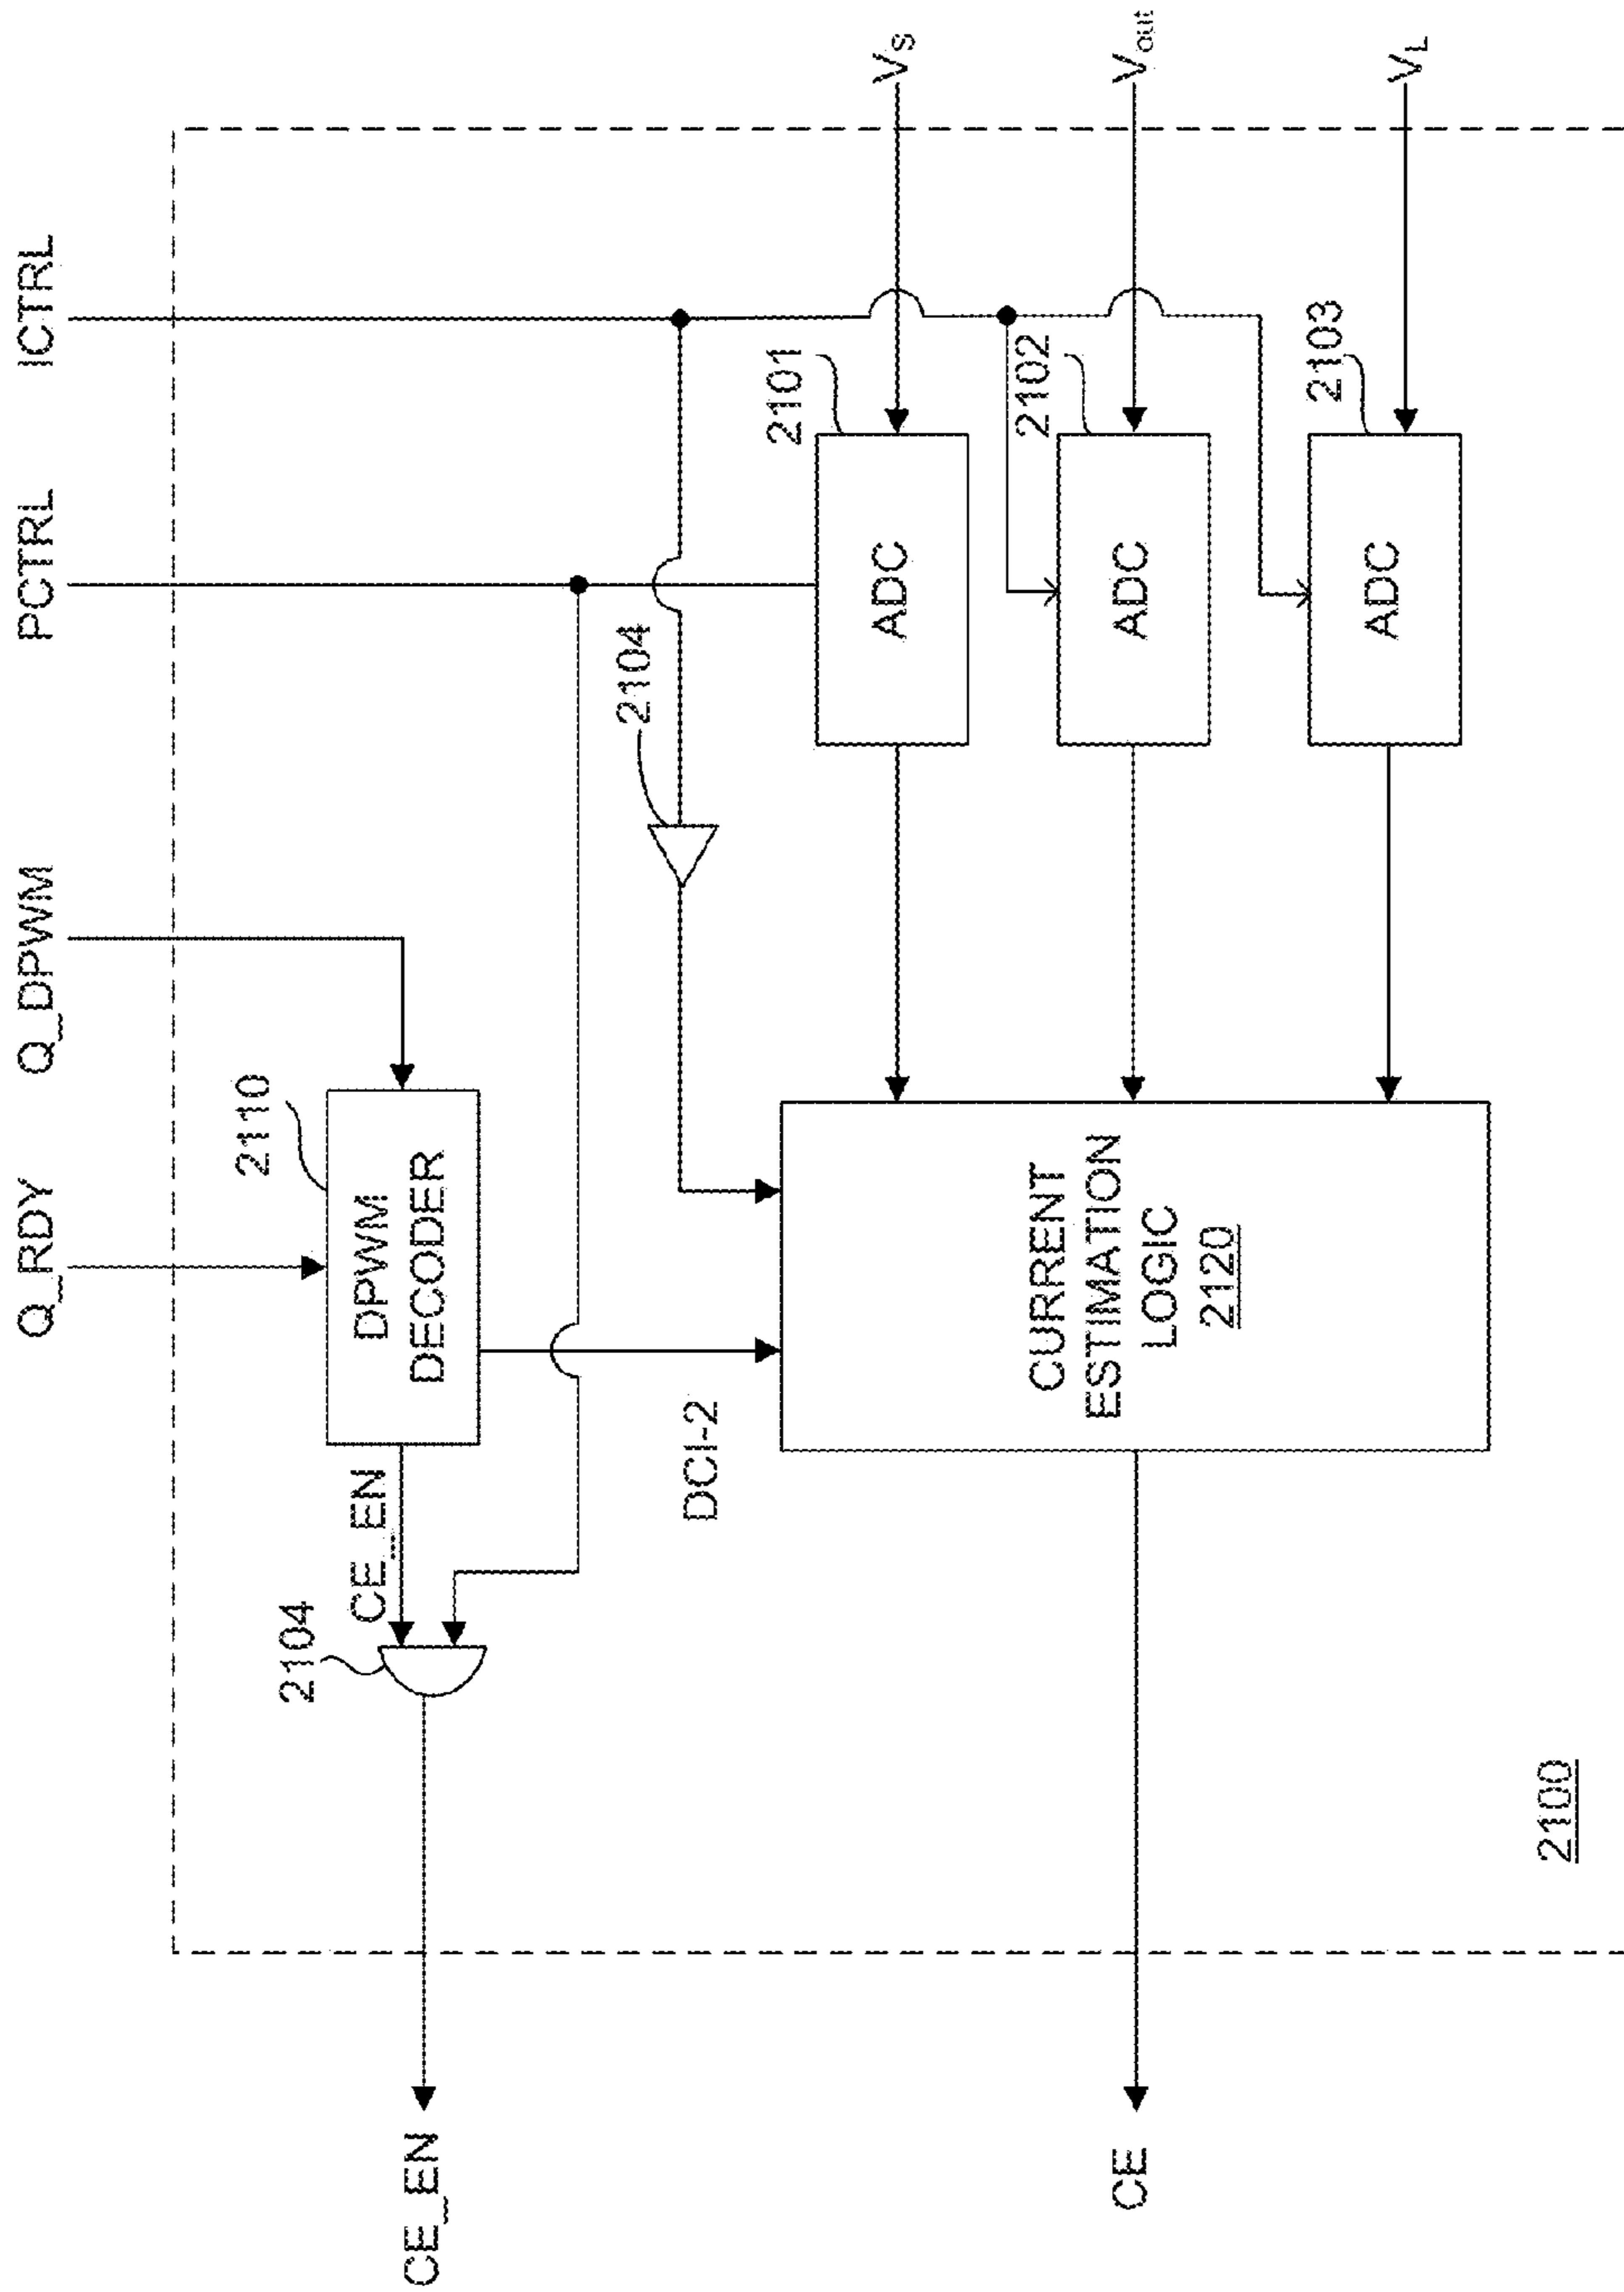 Q_RDY
Q_DPWM
PCTRL
ICTRL
2110
DPWM
DECODER
2104
CE_EN
2104
CE_EN
DCI-2
2101
ADC
VS
2102
ADC
Vout
2103
ADC
VL
CURRENT
ESTIMATION
LOGIC
2120
CE
2100